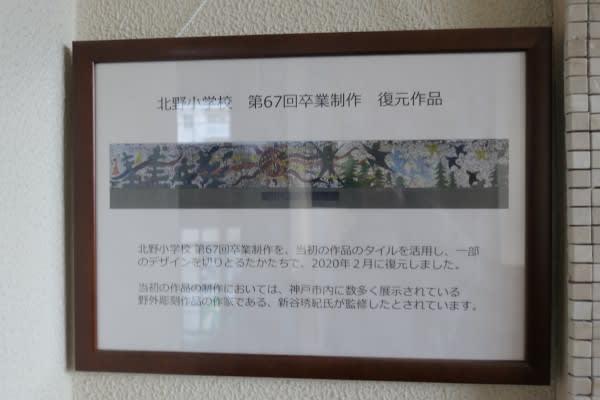 北野小学校　第67回卒業制作　復元作品
北野小学校 第67回卒業制作を、当初の作品のタイルを活用し、一部
のデザインを切りとるかたちで、2020年２月に復元しました。
当初の作品の制作においては、神戸市内に数多く展示されている
野外彫刻作品の作家である、新谷琇紀氏が監修したとされています。